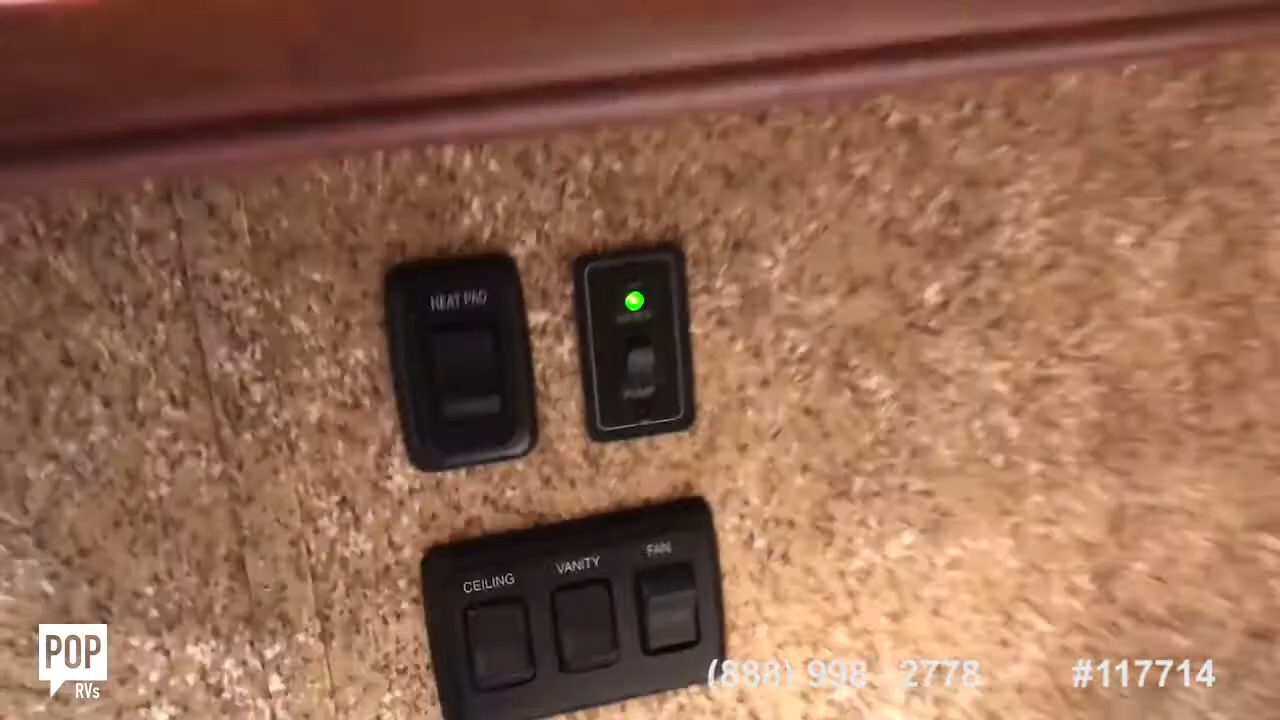 HEAT PAD
PUMP
CEILING VANITY FAN
POP
RVs
(888) 998 - 2778 #117714